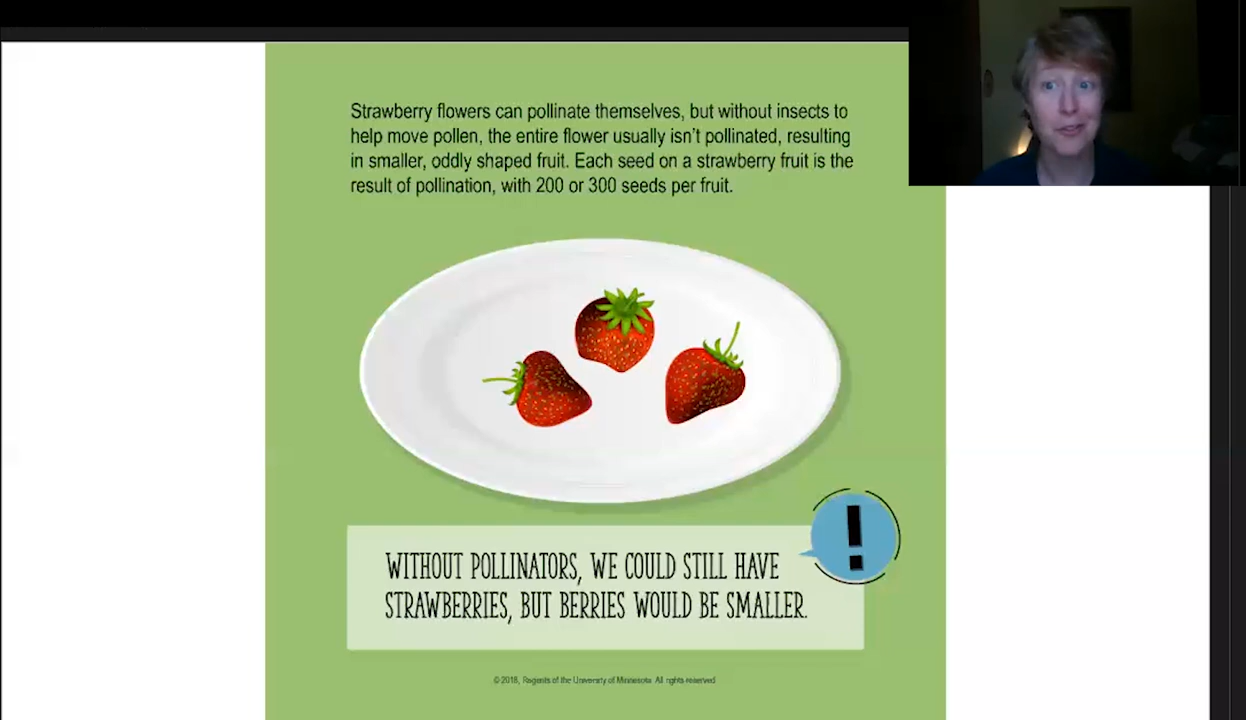 Strawberry flowers can pollinate themselves, but without insects to
help move pollen, the entire flower usually isn't pollinated, resulting
in smaller, oddly shaped fruit. Each seed on a strawberry fruit is the
result of pollination, with 200 or 300 seeds per fruit.
!
WITHOUT POLLINATORS, WE COULD STILL HAVE
STRAWBERRIES, BUT BERRIES WOULD BE SMALLER.
© 2018, Regents of the University of Minnesota. All rights reserved